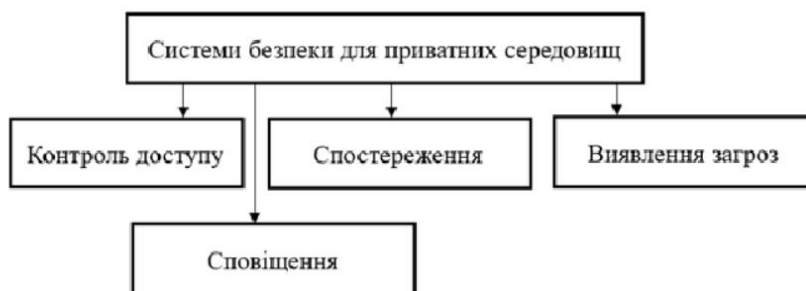 Системи безпеки для приватних середовищ
Контроль доступу
Спостереження
Виявлення загроз
Сповіщення